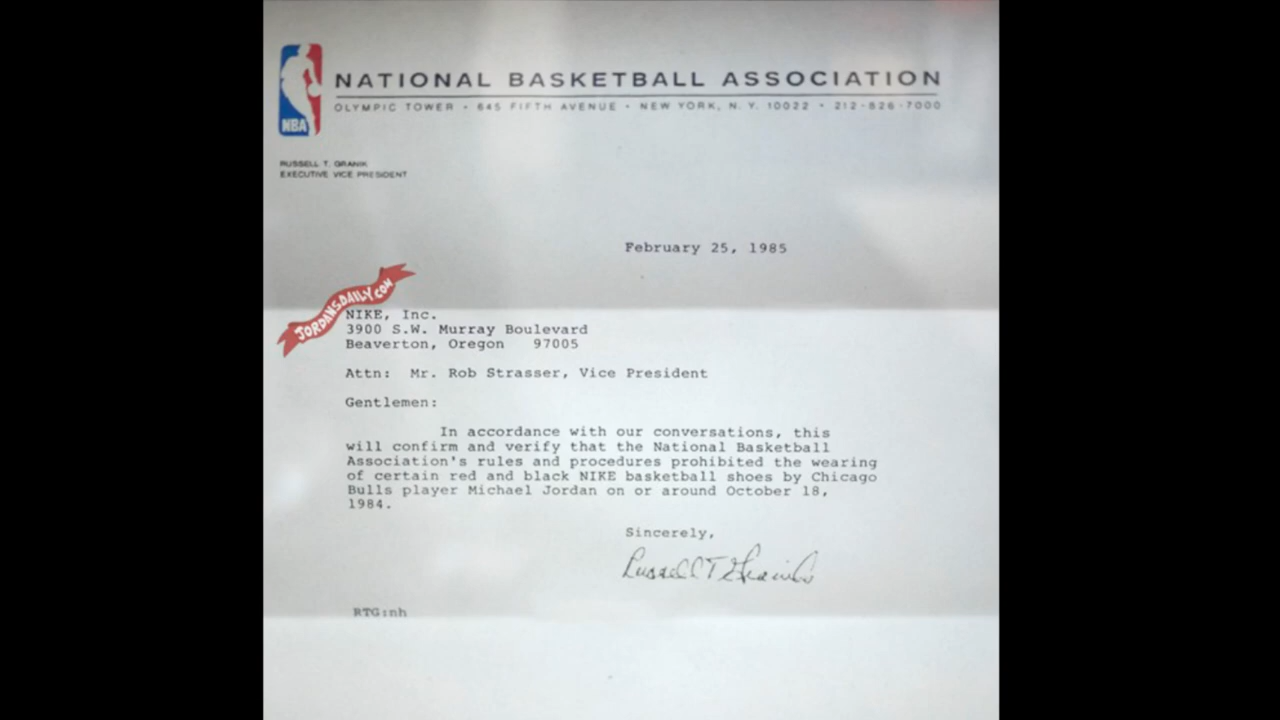 NATIONAL BASKETBALL ASSOCIATION
OLYMPIC TOWER • 645 FIFTH AVENUE • NEW YORK, N. Y. 10022 • 212-826-7000
NBA
RUSSELL T. GRANIK
EXECUTIVE VICE PRESIDENT
February 25, 1985
JORDANSDAILY.COM
NIKE, Inc.
3900 S.W. Murray Boulevard
Beaverton, Oregon 97005
Attn: Mr. Rob Strasser, Vice President
Gentlemen:
In accordance with our conversations, this
will confirm and verify that the National Basketball
Association's rules and procedures prohibited the wearing
of certain red and black NIKE basketball shoes by Chicago
Bulls player Michael Jordan on or around October 18,
1984.
Sincerely,
Russell T Granik
RTG:nh